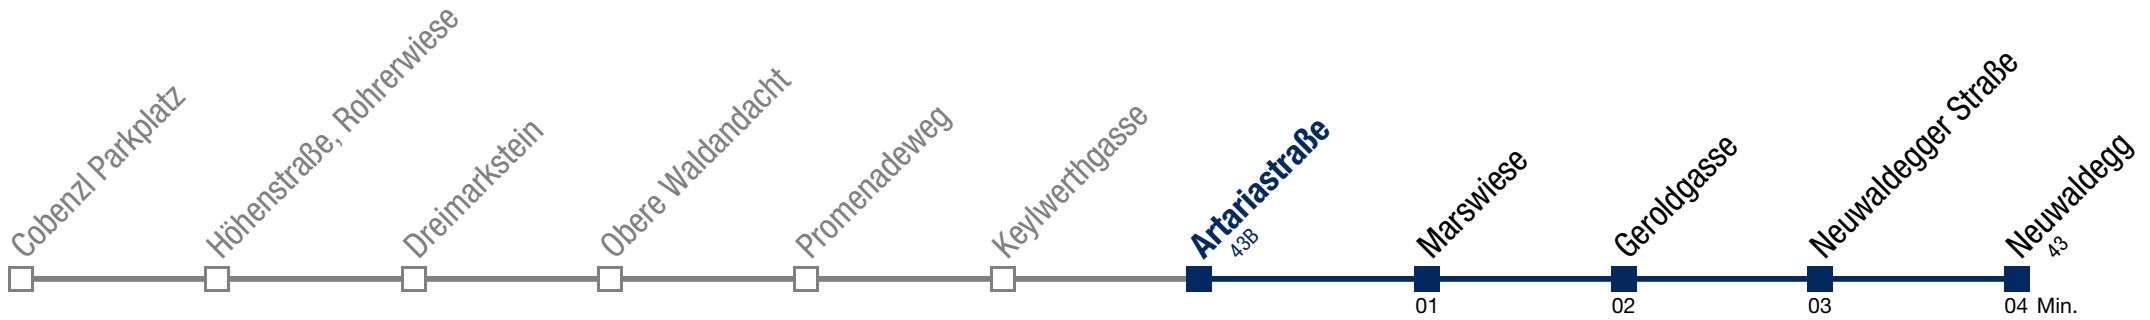 Cobenzl Parkplatz
Höhenstraße, Rohrerwiese
Dreimarkstein
Obere Waldandacht
Promenadeweg
Keylwerthgasse
Artariastraße
43B
Marswiese
Geroldgasse
Neuwaldegger Straße
Neuwaldegg
43
01 02 03 04 Min.